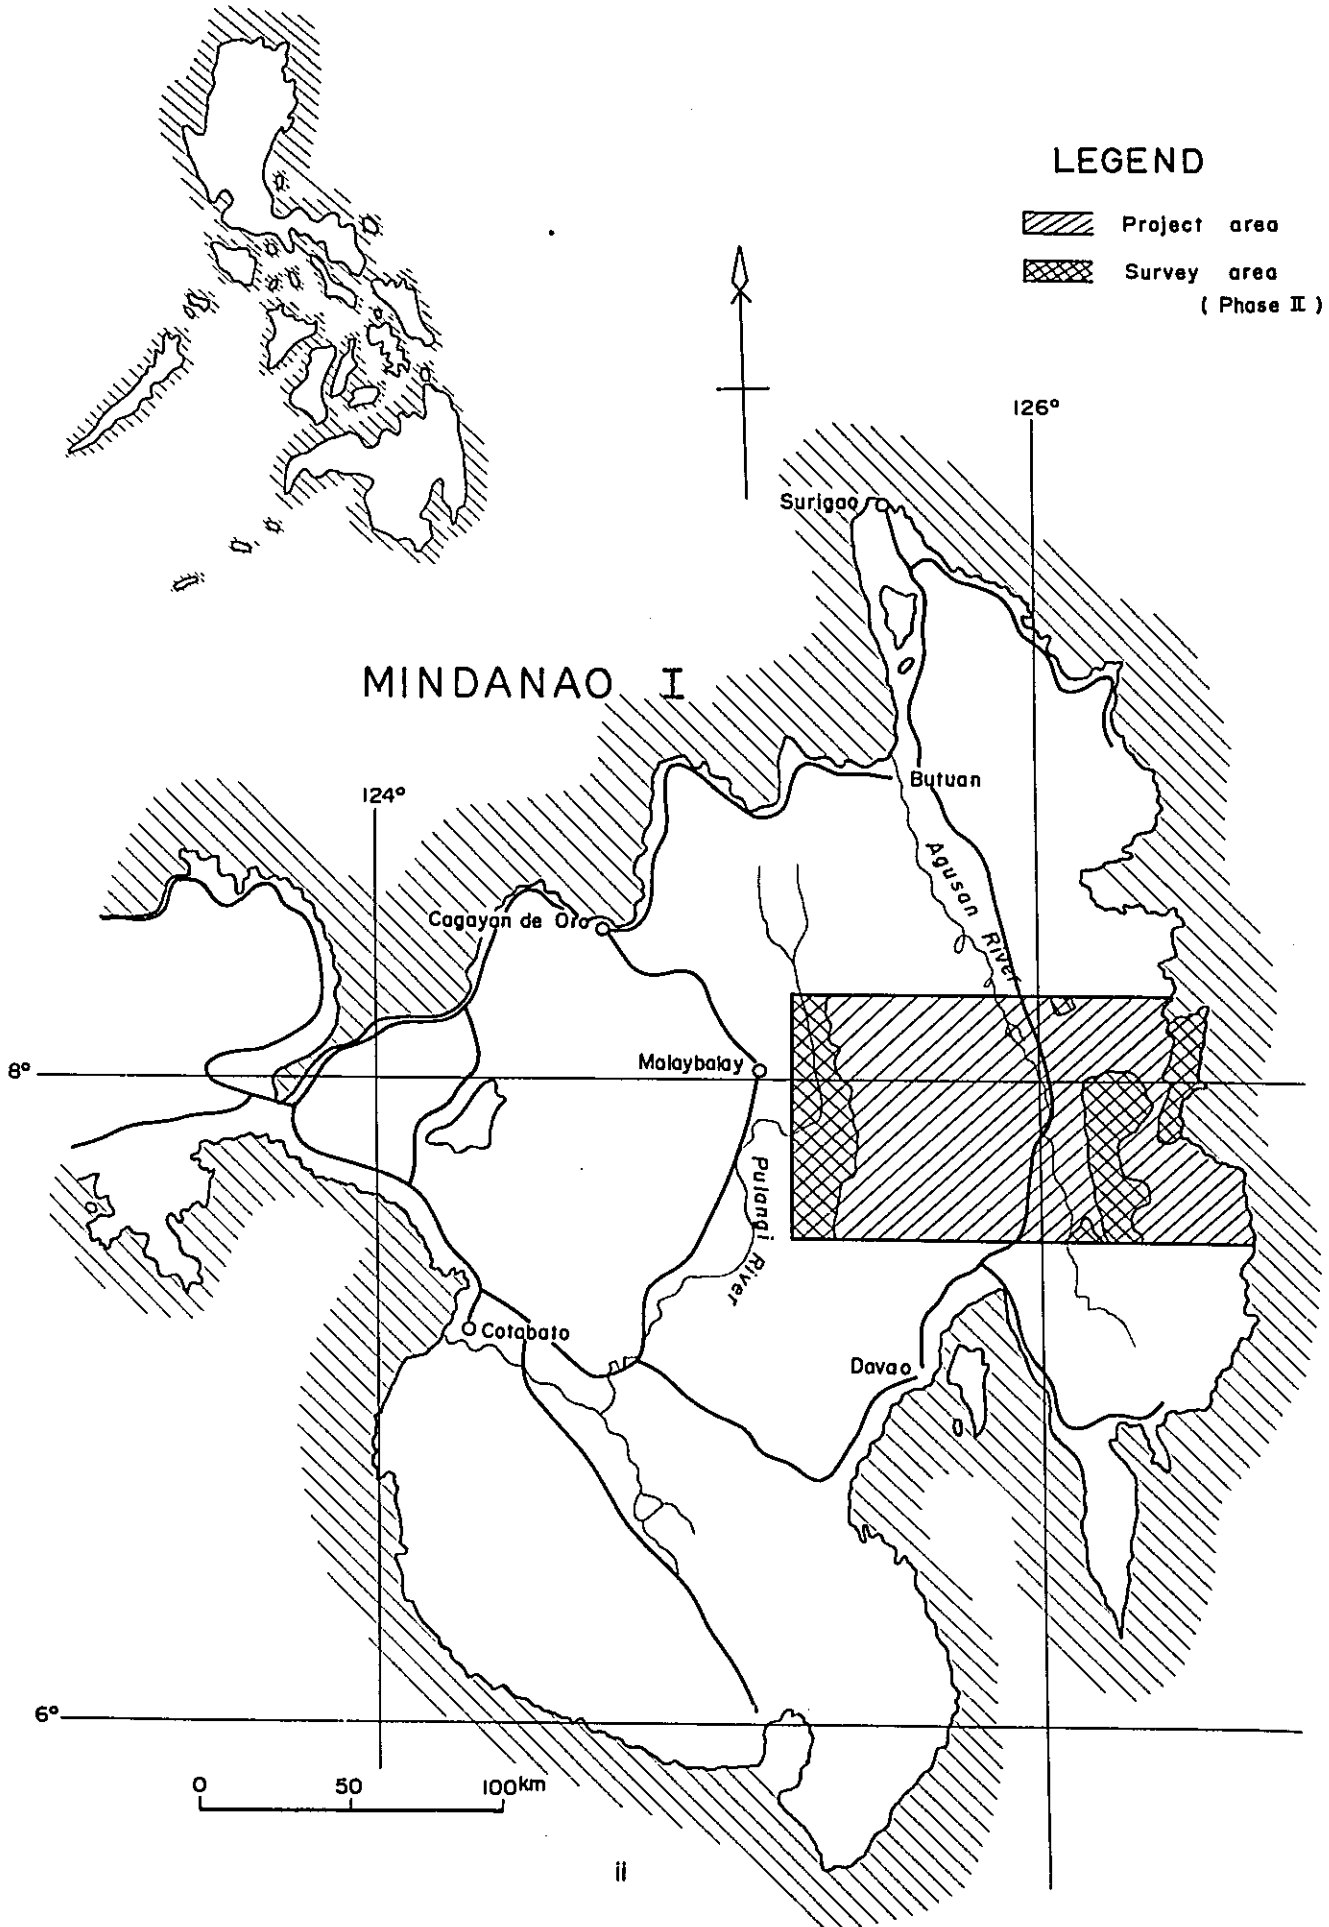 LEGEND
Project area
Survey area
( Phase II )
126°
Surigao
MINDANAO I
124°
Butuan
Agusan River
Cagayan de Oro
8°
Malaybalay
Pulangi River
Cotabato
Davao
6°
0 50 100km
ii